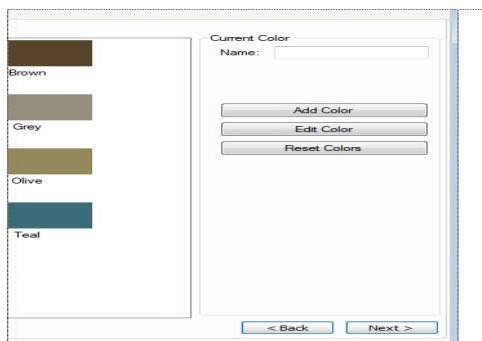 Current Color
Name:
Brown
Grey
Olive
Teal
Add Color
Edit Color
Reset Colors
< Back
Next >